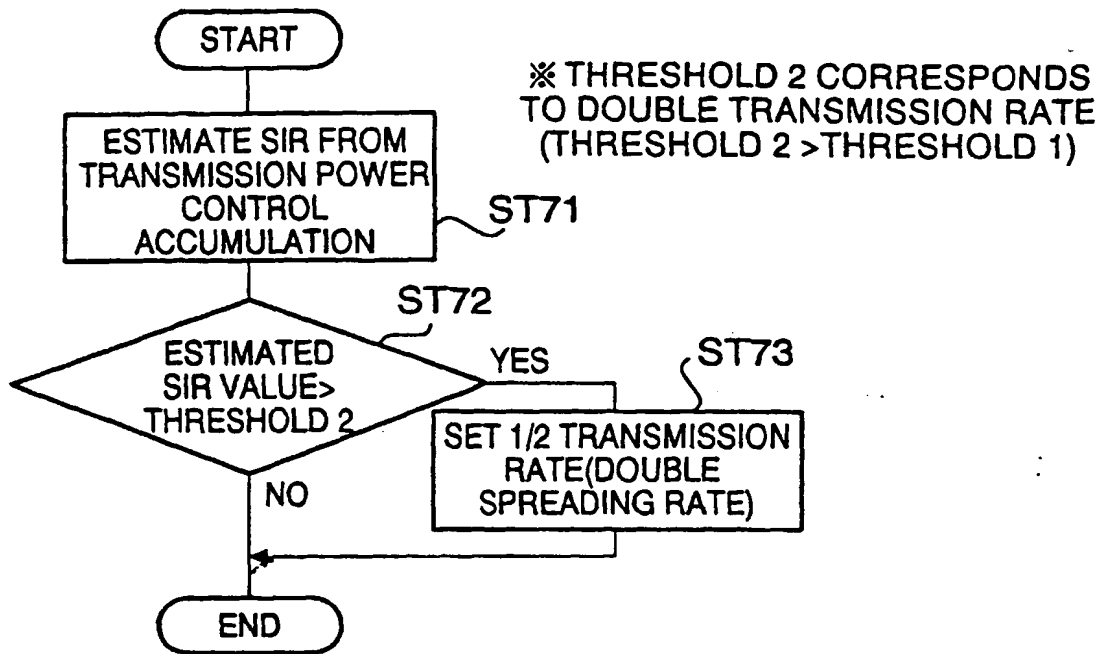 START
※ THRESHOLD 2 CORRESPONDS
TO DOUBLE TRANSMISSION RATE
(THRESHOLD 2 >THRESHOLD 1)
ESTIMATE SIR FROM
TRANSMISSION POWER
CONTROL
ACCUMULATION
ST71
ST72
ESTIMATED
SIR VALUE>
THRESHOLD 2
YES
ST73
SET 1/2 TRANSMISSION
RATE(DOUBLE
SPREADING RATE)
NO
END